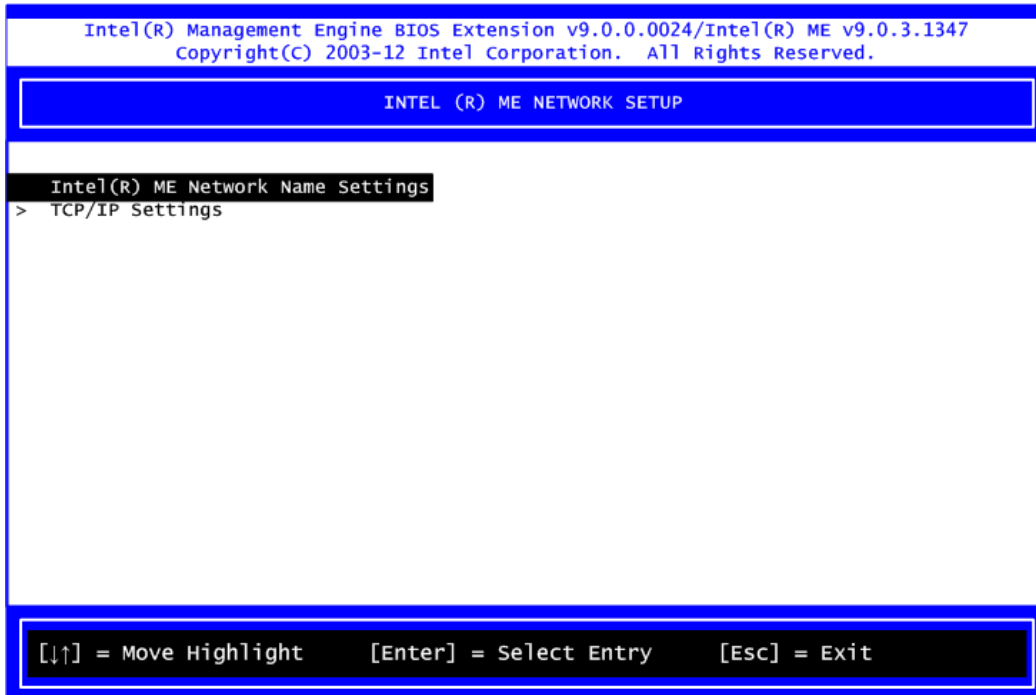 Intel(R) Management Engine BIOS Extension v9.0.0.0024/Intel(R) ME v9.0.3.1347
Copyright(C) 2003-12 Intel Corporation. All Rights Reserved.
INTEL (R) ME NETWORK SETUP
Intel(R) ME Network Name Settings
> TCP/IP Settings
[↓↑] = Move Highlight [Enter] = Select Entry [Esc] = Exit